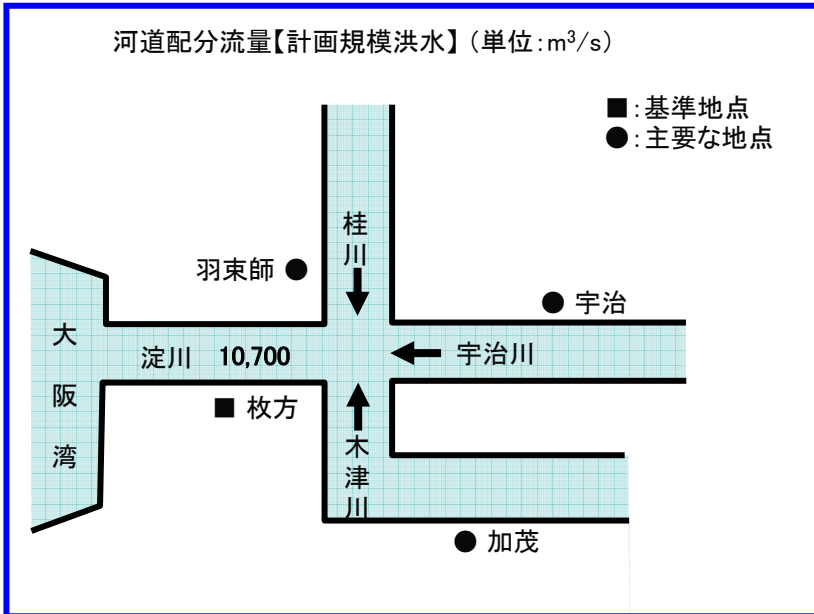 河道配分流量【計画規模洪水】（単位：m³/s）
■：基準地点
●：主要な地点
桂川
羽束師 ●
● 宇治
大阪湾
淀川 10,700
宇治川
■ 枚方
木津川
● 加茂